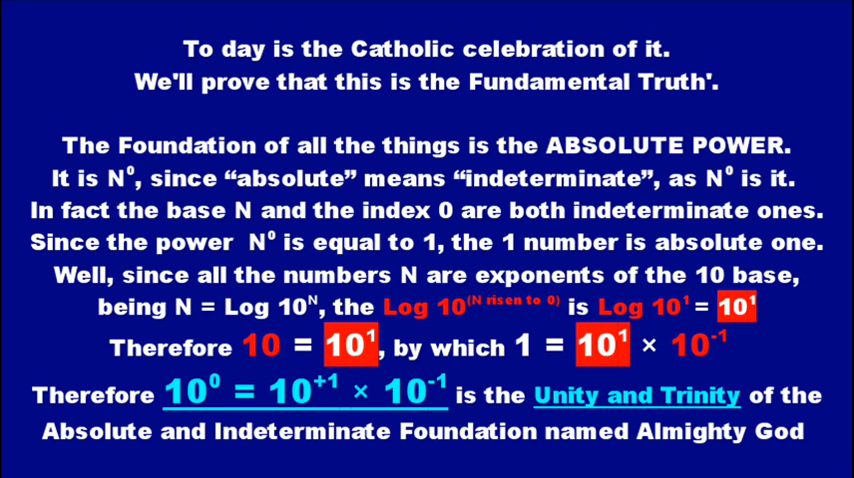 To day is the Catholic celebration of it.
We'll prove that this is the Fundamental Truth'.
The Foundation of all the things is the ABSOLUTE POWER.
It is N⁰, since “absolute” means “indeterminate”, as N⁰ is it.
In fact the base N and the index 0 are both indeterminate ones.
Since the power N⁰ is equal to 1, the 1 number is absolute one.
Well, since all the numbers N are exponents of the 10 base,
being N = Log 10ᴺ, the Log 10⁽ᴺ ʳⁱˢᵉⁿ ᵗᵒ ⁰⁾ is Log 10¹ = 10¹
Therefore 10 = 10¹, by which 1 = 10¹ × 10⁻¹
Therefore 10⁰ = 10⁺¹ × 10⁻¹ is the Unity and Trinity of the
Absolute and Indeterminate Foundation named Almighty God